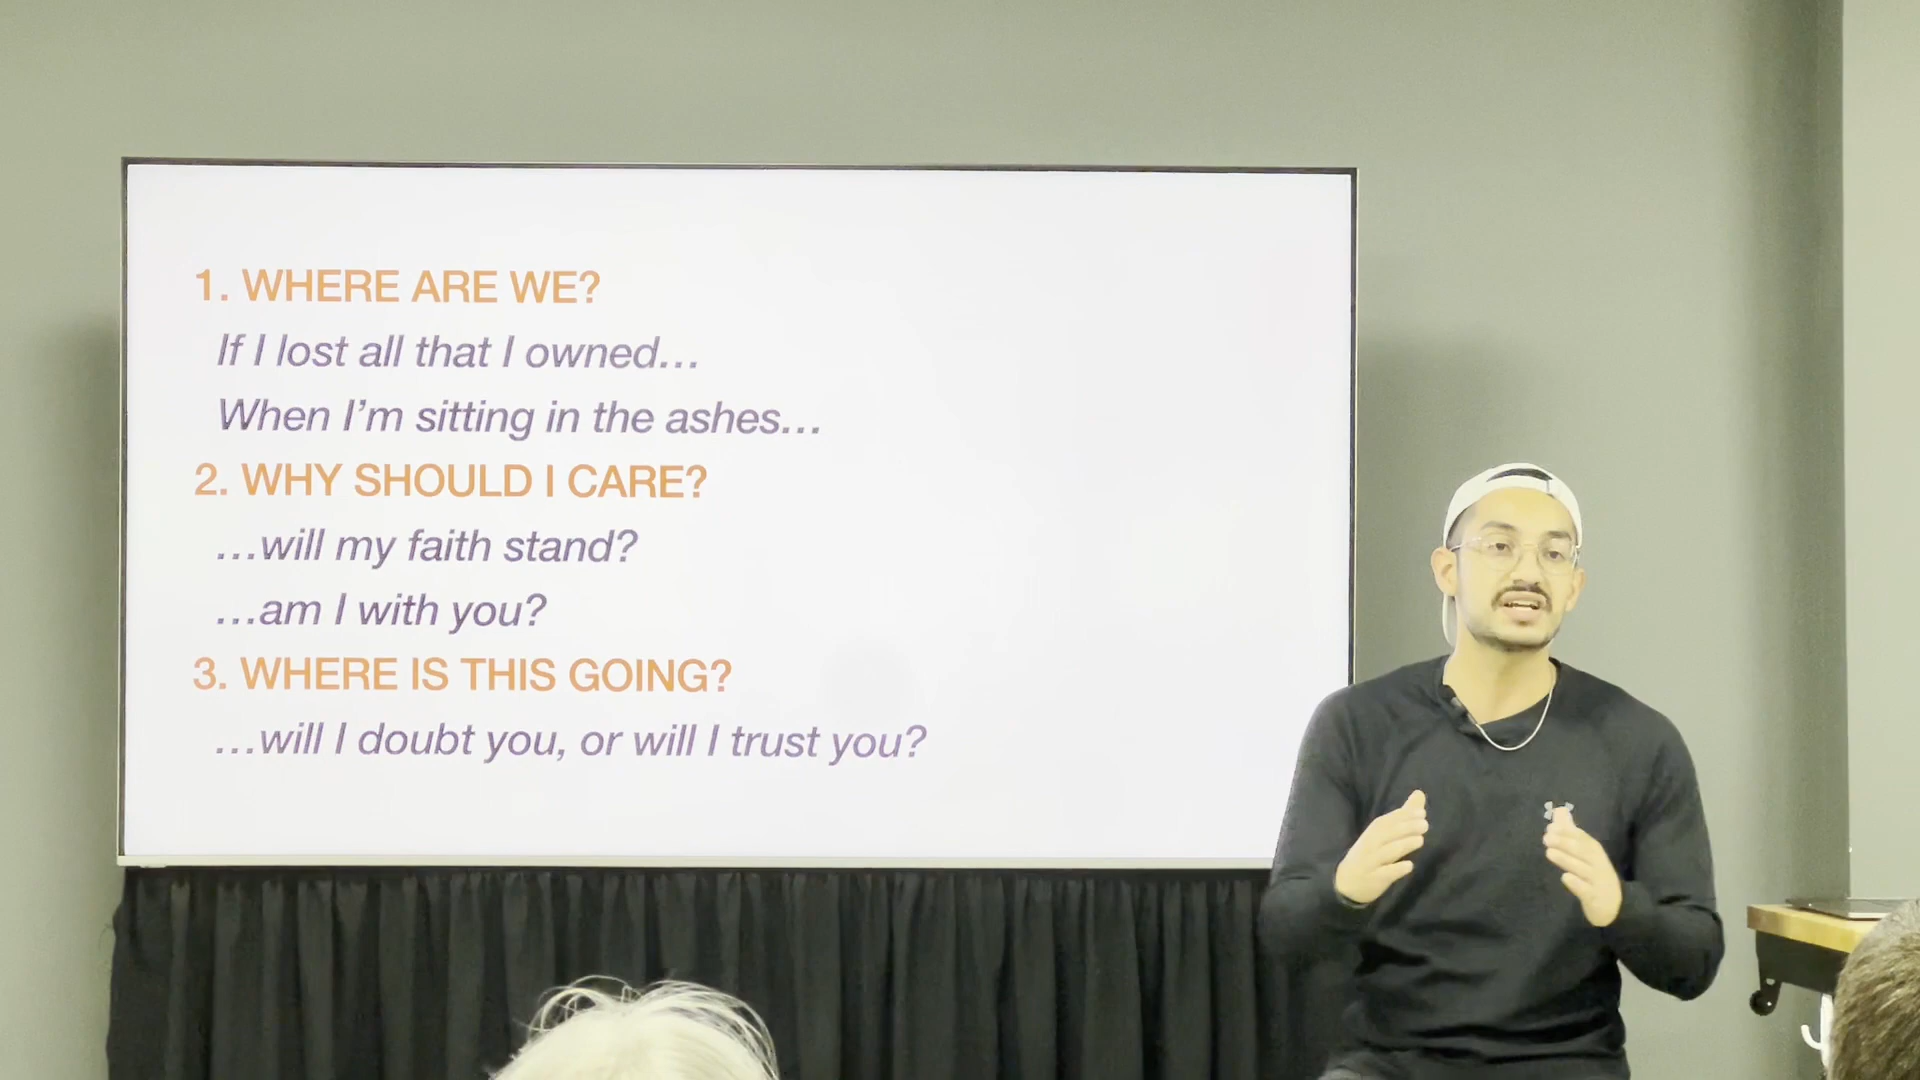 1. WHERE ARE WE?
If I lost all that I owned…
When I’m sitting in the ashes…
2. WHY SHOULD I CARE?
…will my faith stand?
…am I with you?
3. WHERE IS THIS GOING?
…will I doubt you, or will I trust you?